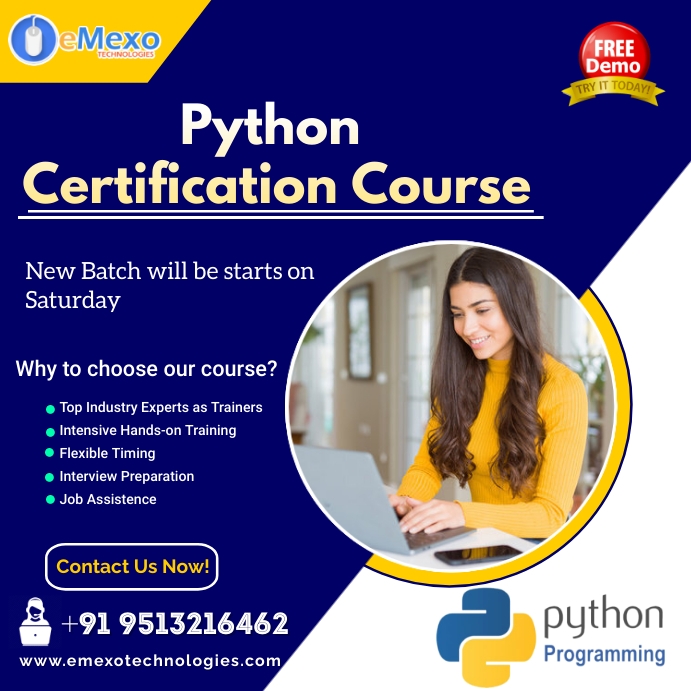 eMexo
TECHNOLOGIES
FREE
Demo
TRY IT TODAY!
Python
Certification Course
New Batch will be starts on
Saturday
Why to choose our course?
Top Industry Experts as Trainers
Intensive Hands-on Training
Flexible Timing
Interview Preparation
Job Assistence
Contact Us Now!
+91 9513216462
www.emexotechnologies.com
python
Programming